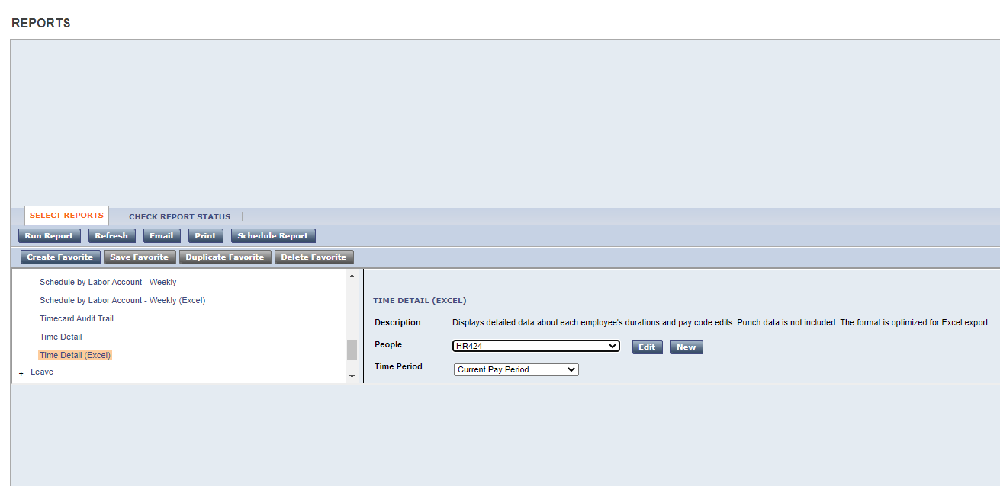 REPORTS
SELECT REPORTS CHECK REPORT STATUS
Run Report Refresh Email Print Schedule Report
Create Favorite Save Favorite Duplicate Favorite Delete Favorite
Schedule by Labor Account - Weekly
Schedule by Labor Account - Weekly (Excel)
Timecard Audit Trail
Time Detail
Time Detail (Excel)
+ Leave
TIME DETAIL (EXCEL)
Description Displays detailed data about each employee's durations and pay code edits. Punch data is not included. The format is optimized for Excel export.
People HR424 Edit New
Time Period Current Pay Period